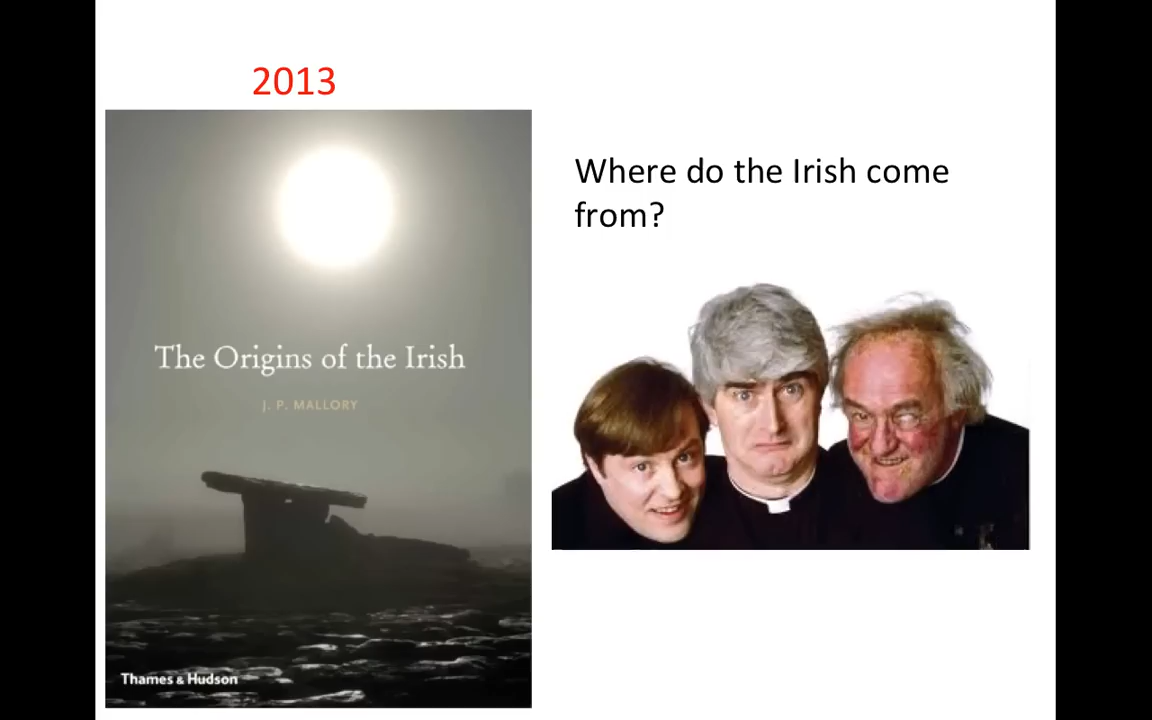 2013
The Origins of the Irish
J. P. MALLORY
Thames & Hudson
Where do the Irish come
from?